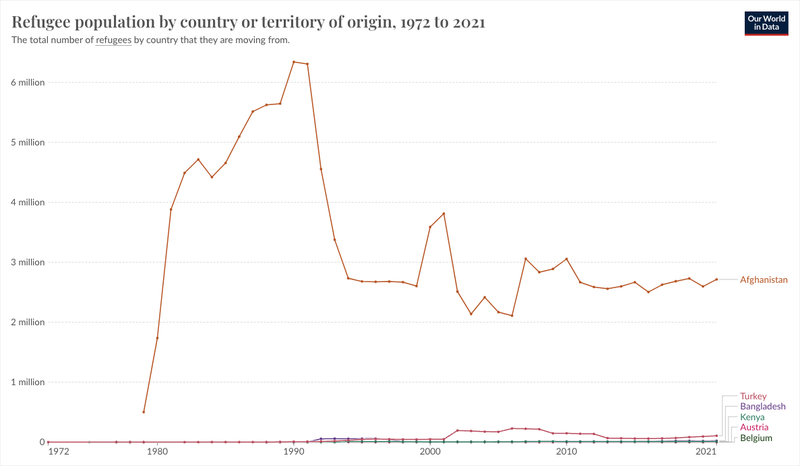 Refugee population by country or territory of origin, 1972 to 2021
The total number of refugees by country that they are moving from.
Our World
in Data
6 million
5 million
4 million
3 million
2 million
1 million
0
1972
1980
1990
2000
2010
2021
Afghanistan
Turkey
Bangladesh
Kenya
Austria
Belgium